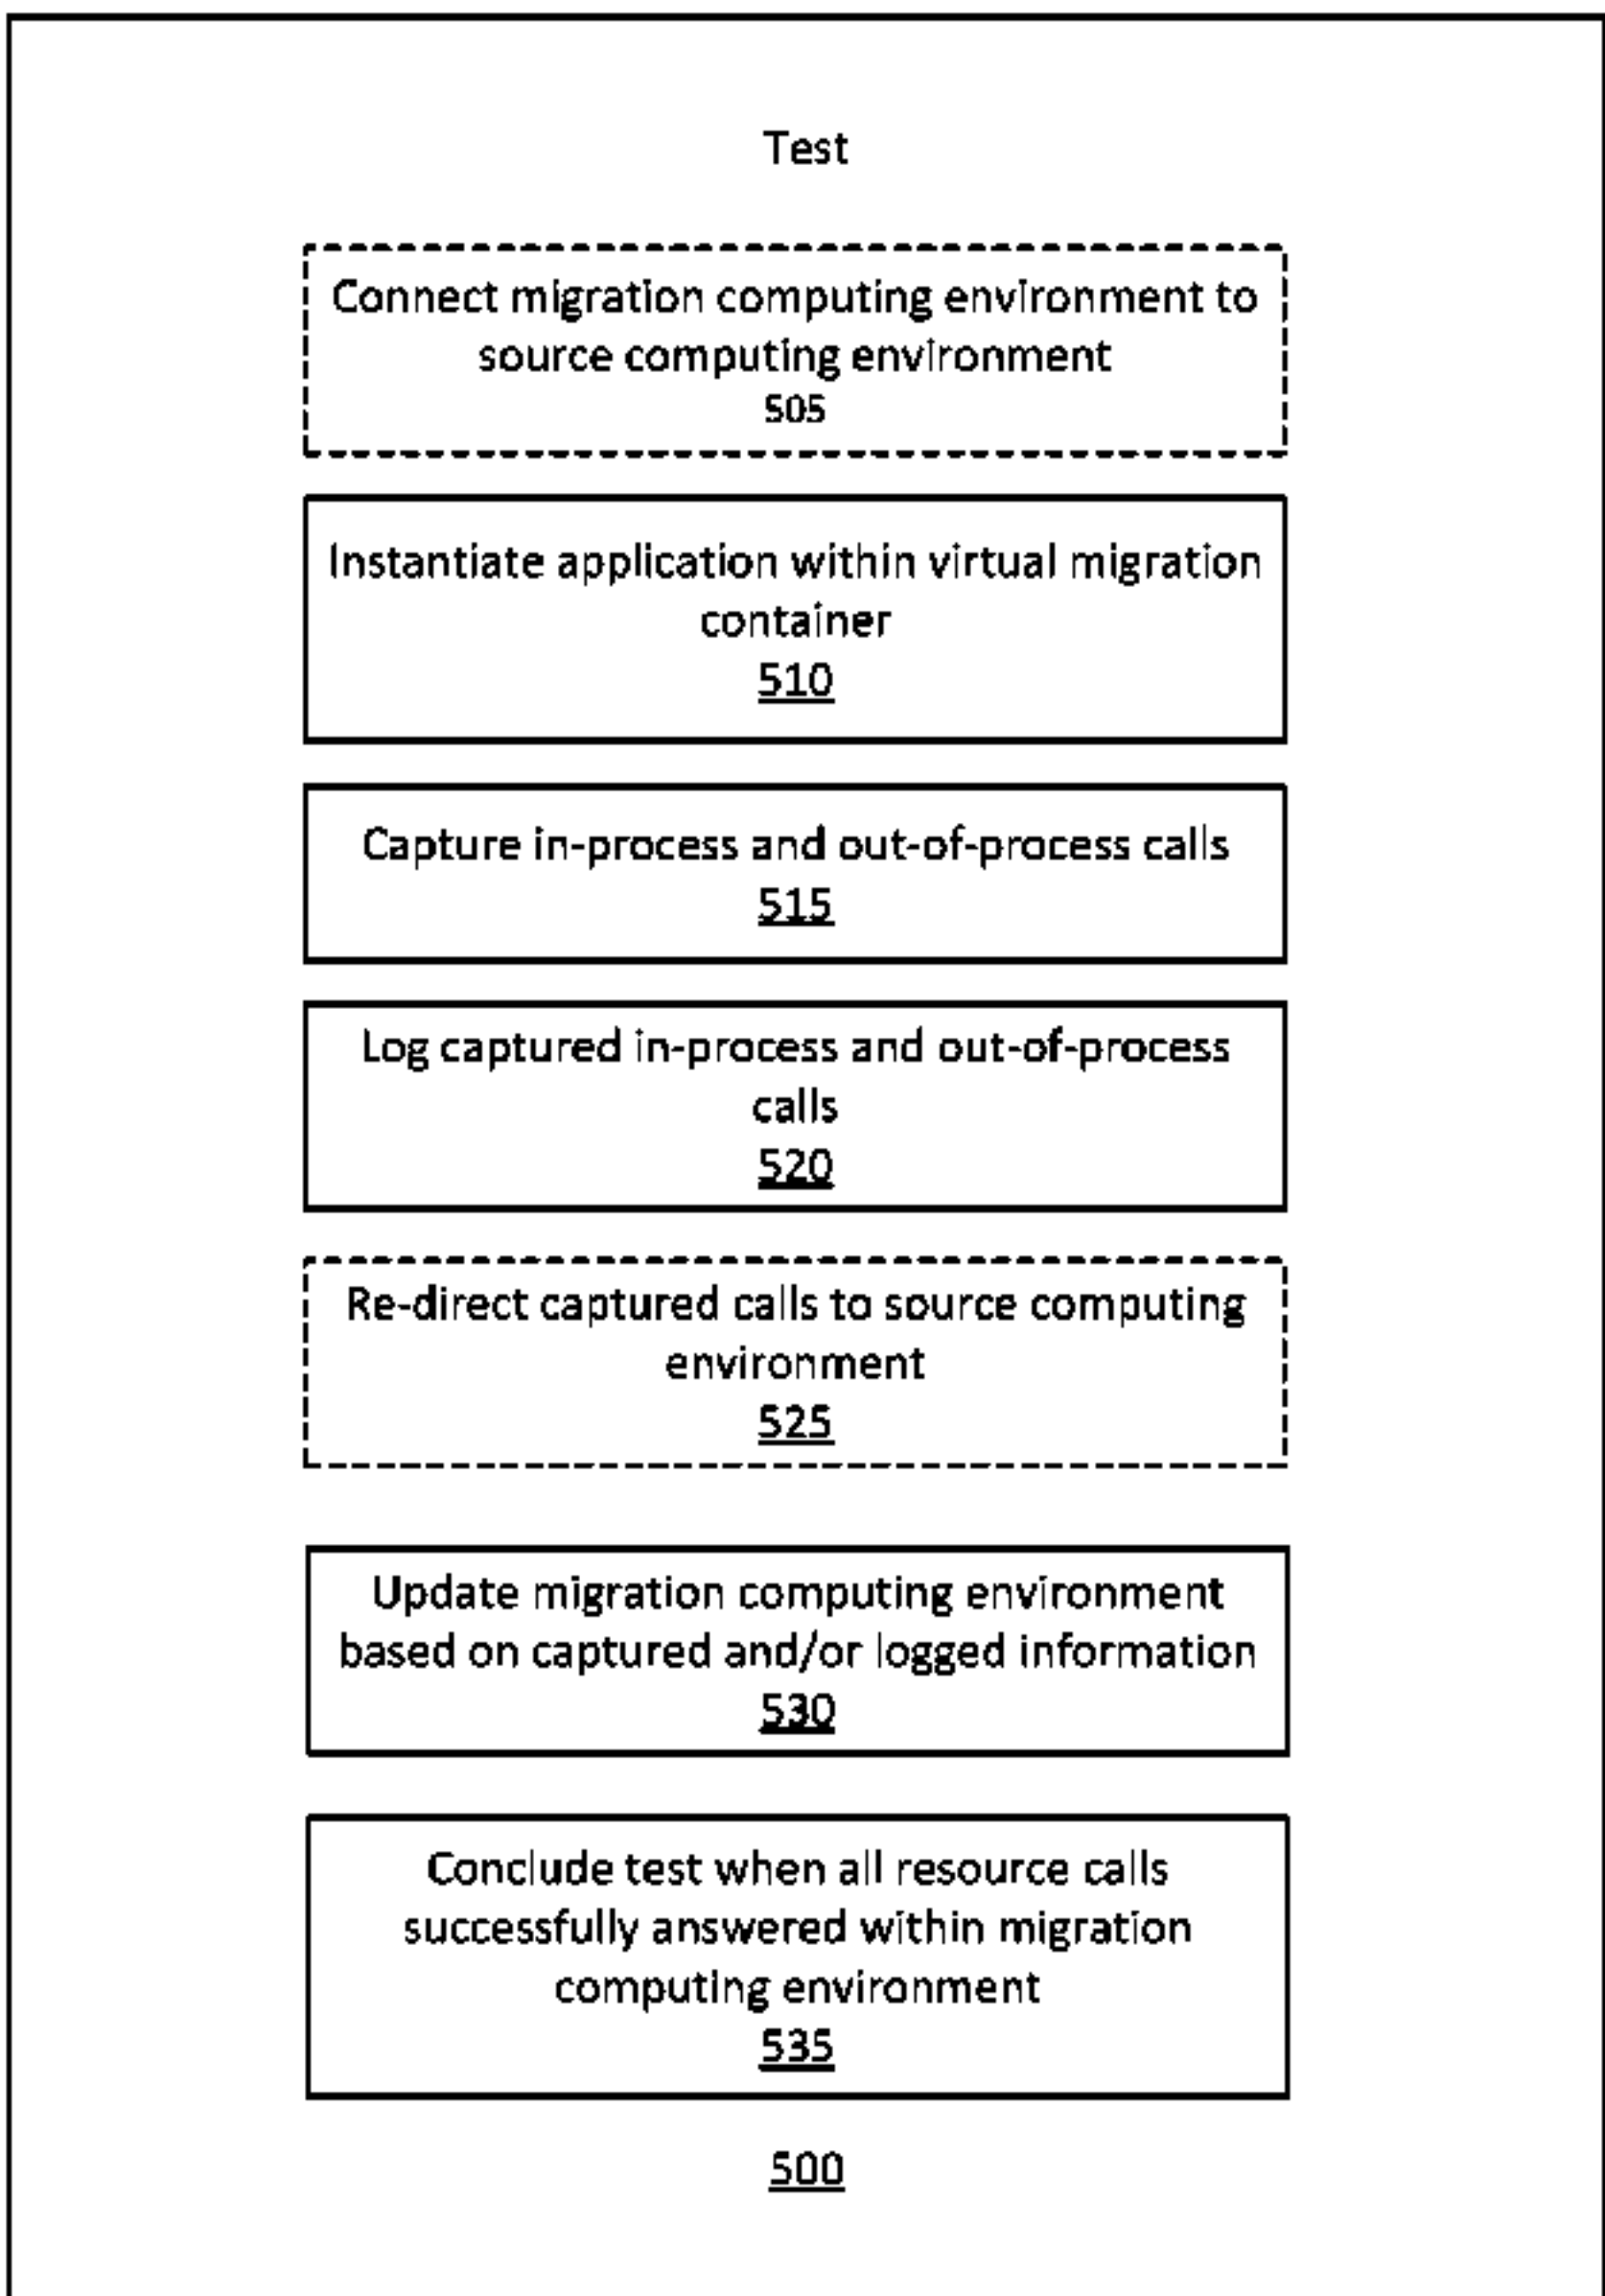 Test
Connect migration computing environment to
source computing environment
505
Instantiate application within virtual migration
container
510
Capture in-process and out-of-process calls
515
Log captured in-process and out-of-process
calls
520
Re-direct captured calls to source computing
environment
525
Update migration computing environment
based on captured and/or logged information
530
Conclude test when all resource calls
successfully answered within migration
computing environment
535
500